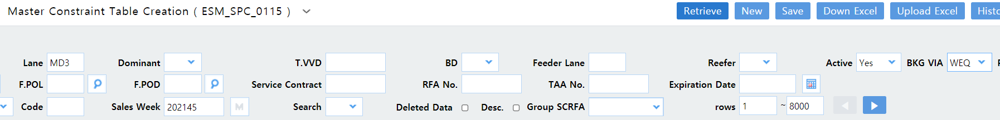 Master Constraint Table Creation ( ESM_SPC_0115 ) Retrieve New Save Down Excel Upload Excel Histo
Lane MD3 Dominant T.VVD BD Feeder Lane Reefer Active Yes BKG VIA WEQ
F.POL F.POD Service Contract RFA No. TAA No. Expiration Date
Code Sales Week 202145 M Search Deleted Data Desc. Group SCRFA rows 1 ~ 8000